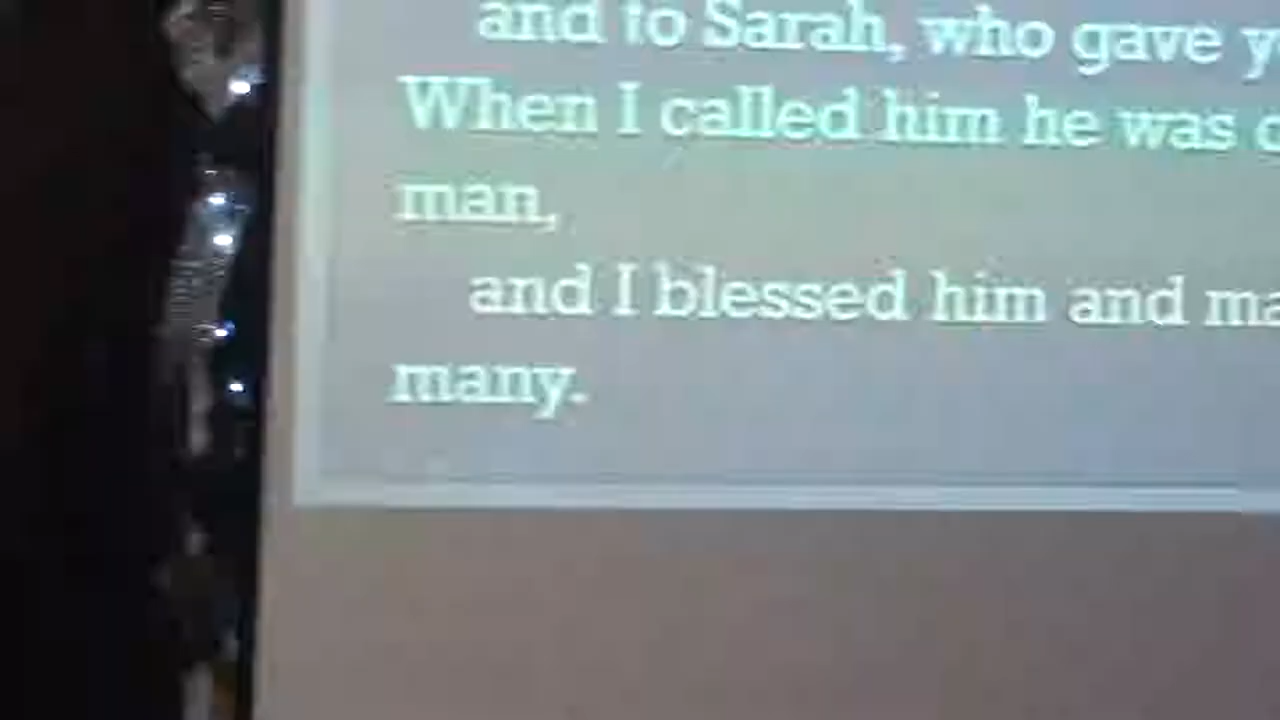 and to Sarah, who gave
When I called him he was
man,
and I blessed him and
many.